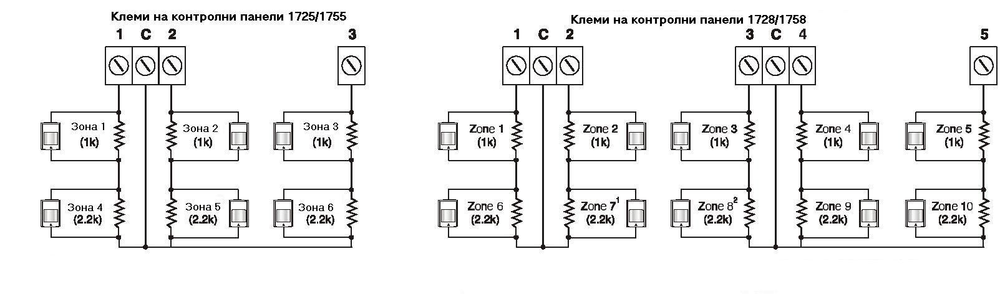 Клеми на контролни панели 1725/1755
1 C 2 3
Зона 1
(1k)
Зона 2
(1k)
Зона 3
(1k)
Зона 4
(2.2k)
Зона 5
(2.2k)
Зона 6
(2.2k)
Клеми на контролни панели 1728/1758
1 C 2 3 C 4 5
Zone 1
(1k)
Zone 2
(1k)
Zone 3
(1k)
Zone 4
(1k)
Zone 5
(1k)
Zone 6
(2.2k)
Zone 7¹
(2.2k)
Zone 8²
(2.2k)
Zone 9
(2.2k)
Zone 10
(2.2k)